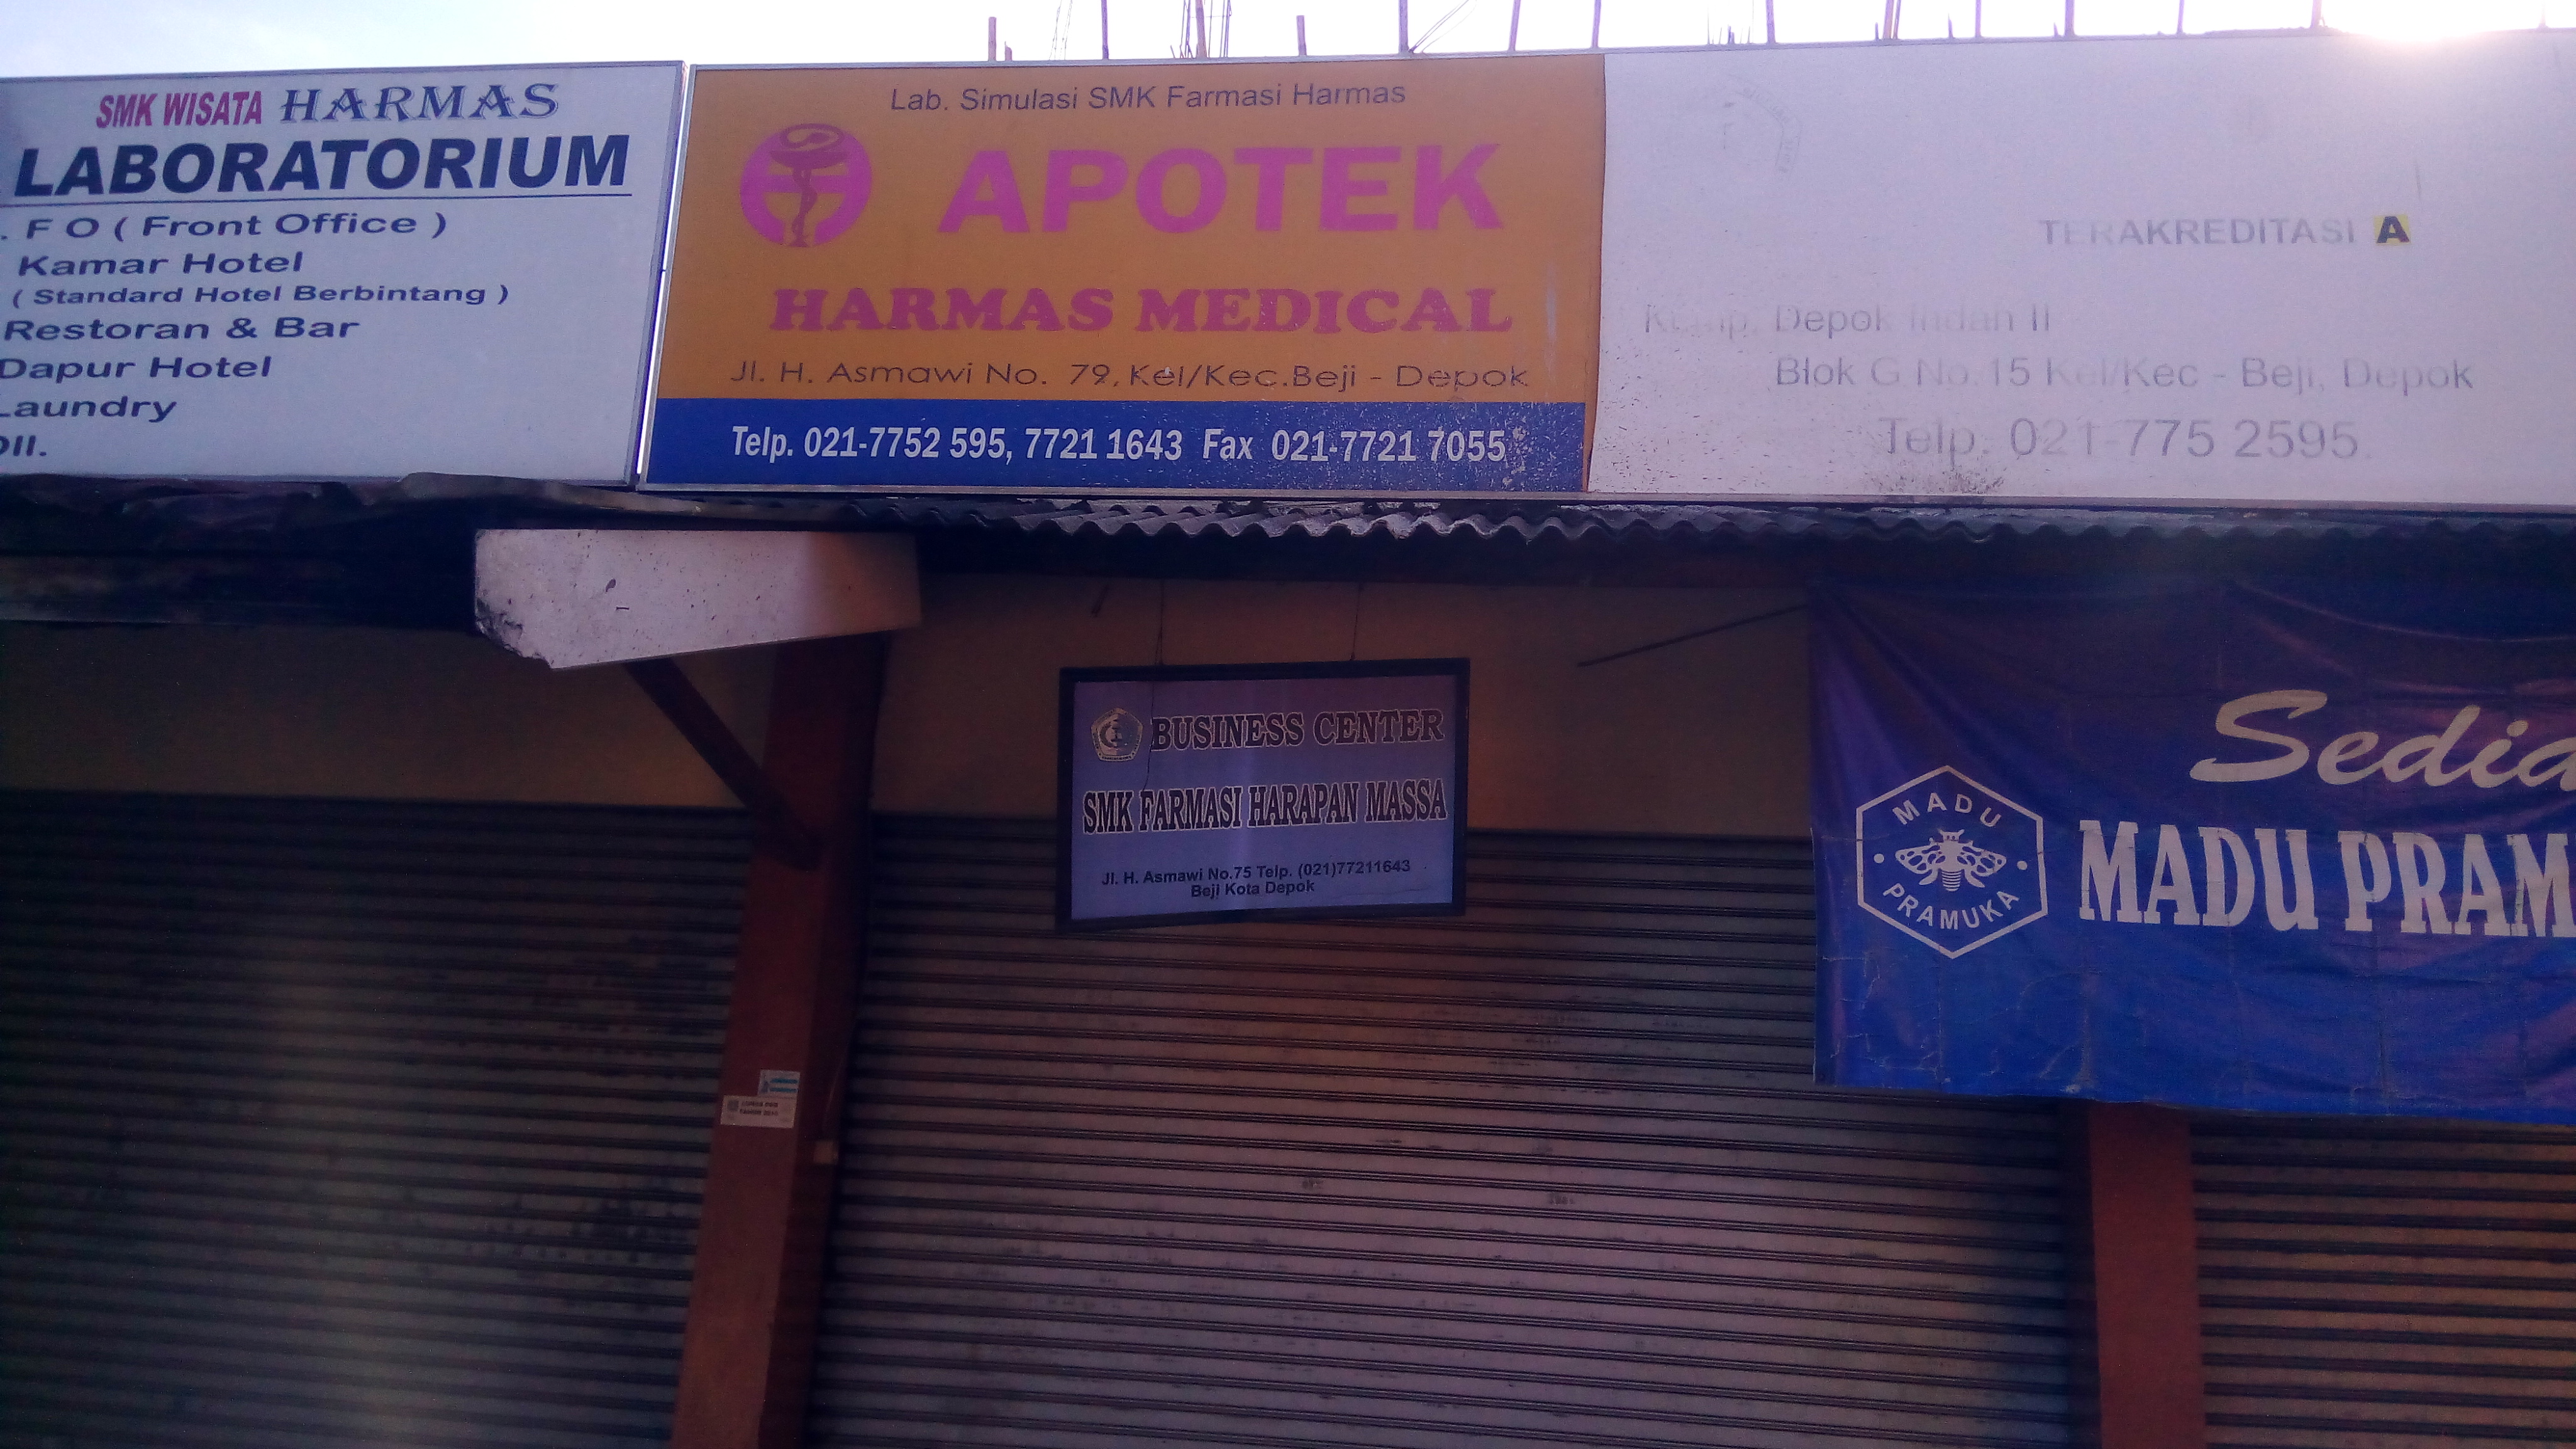 SMK WISATA HARMAS
LABORATORIUM
. F O ( Front Office )
Kamar Hotel
( Standard Hotel Berbintang )
Restoran & Bar
Dapur Hotel
Laundry
Dll.
Lab. Simulasi SMK Farmasi Harmas
APOTEK
HARMAS MEDICAL
Jl. H. Asmawi No. 79, Kel/Kec.Beji - Depok
Telp. 021-7752 595, 7721 1643 Fax 021-7721 7055
TERAKREDITASI A
Depok Indah II
Blok G No.15 Kel/Kec - Beji, Depok
Telp. 021-775 2595
BUSINESS CENTER
SMK FARMASI HARAPAN MASSA
Jl. H. Asmawi No.75 Telp. (021)77211643
Beji Kota Depok
Sedia
MADU
PRAMUKA
MADU PRAM